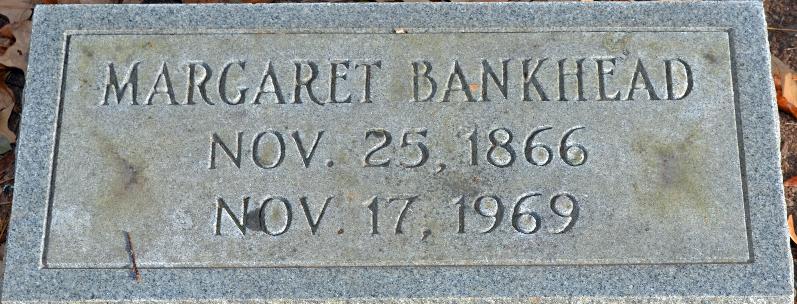 MARGARET BANKHEAD
NOV. 25, 1866
NOV. 17, 1969